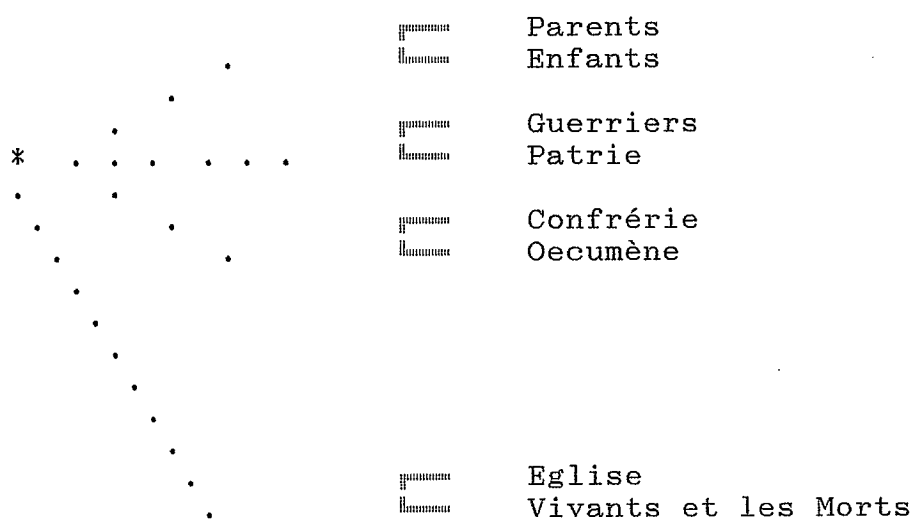 Parents
Enfants
Guerriers
Patrie
Confrérie
Oecumène
Eglise
Vivants et les Morts